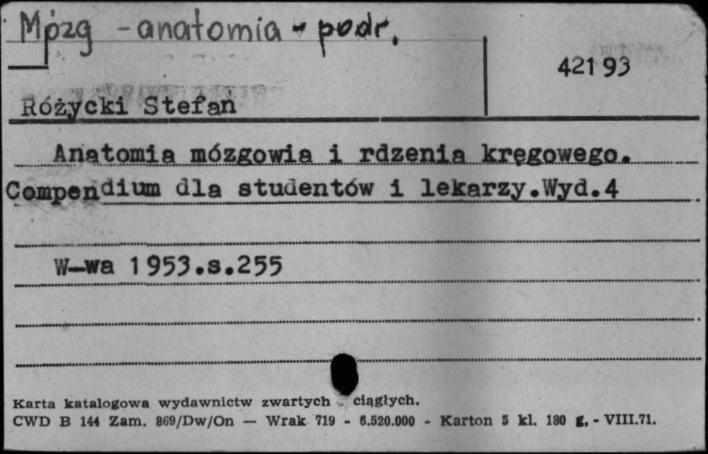 Mózg - anatomia - podr.
42193
Różycki Stefan
Anatomia mózgowia i rdzenia kręgowego.
Compendium dla studentów i lekarzy.Wyd.4
W-wa 1953.s.255
Karta katalogowa wydawnictw zwartych ciągłych.
CWD B 144 Zam. 869/Dw/On — Wrak 719 - 6.520.000 - Karton 5 kl. 180 g. - VIII.71.